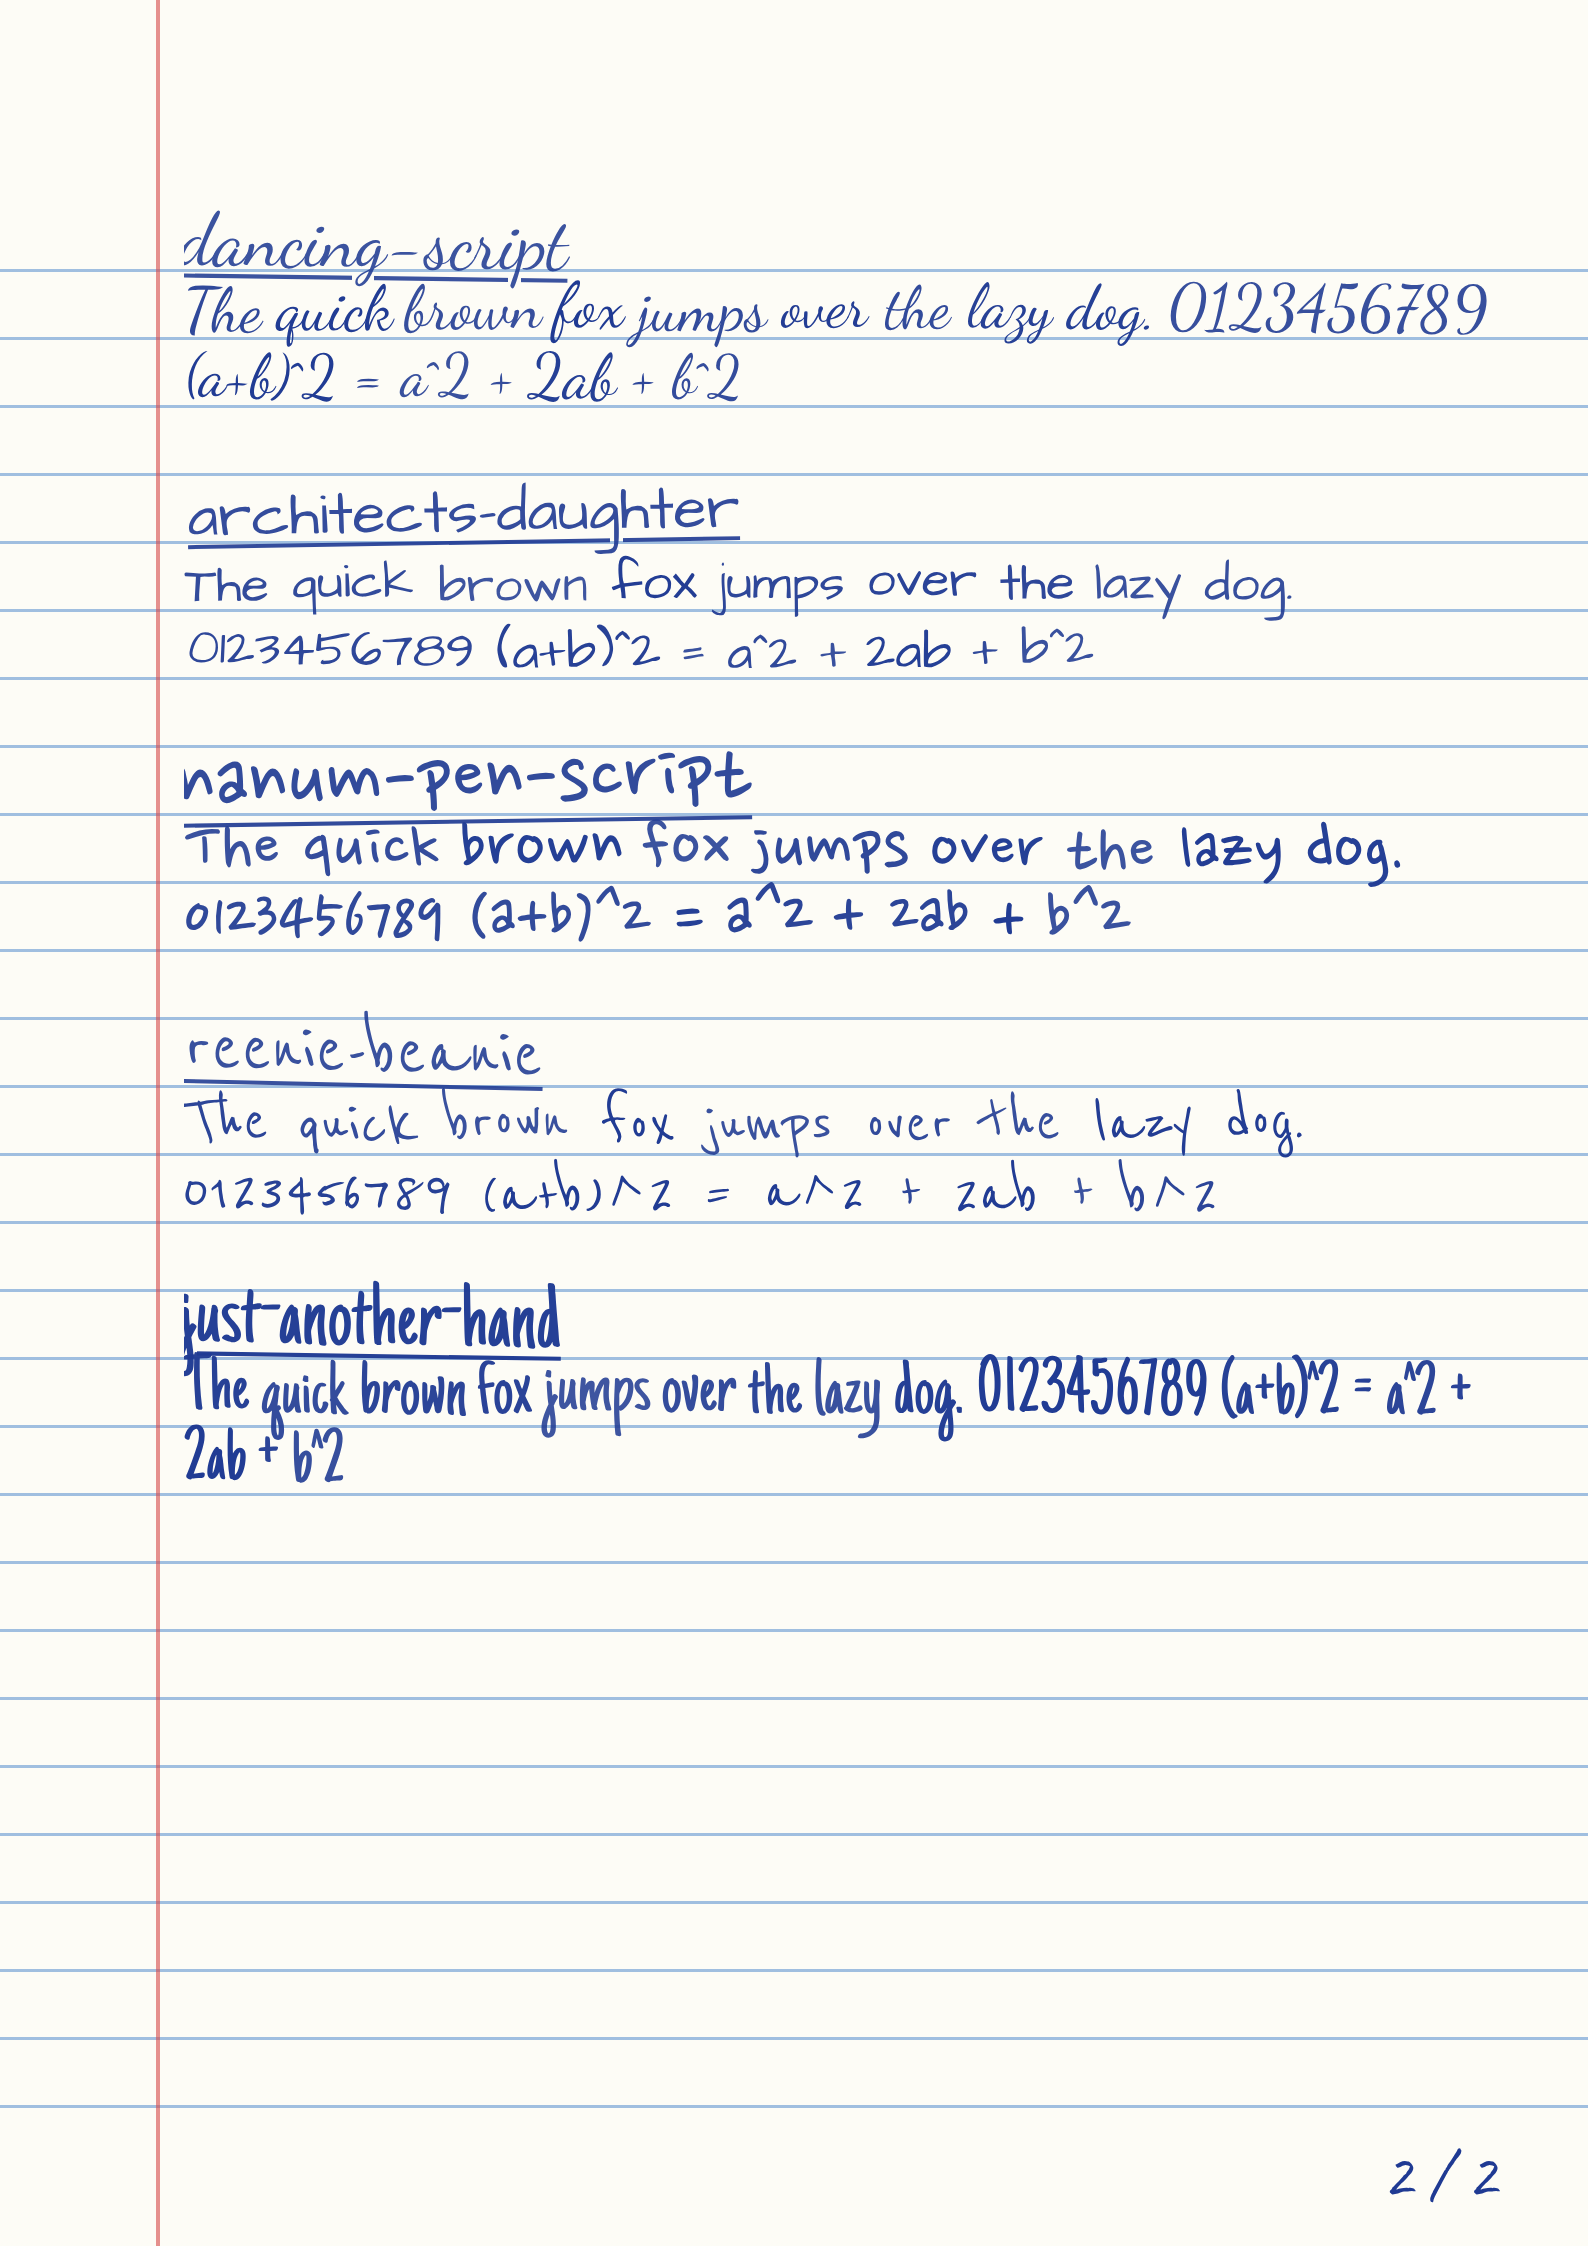 dancing-script
The quick brown fox jumps over the lazy dog. 0123456789
(a+b)^2 = a^2 + 2ab + b^2
architects-daughter
The quick brown fox jumps over the lazy dog.
0123456789 (a+b)^2 = a^2 + 2ab + b^2
nanum-pen-script
The quick brown fox jumps over the lazy dog.
0123456789 (a+b)^2 = a^2 + 2ab + b^2
reenie-beanie
The quick brown fox jumps over the lazy dog.
0123456789 (a+b)^2 = a^2 + 2ab + b^2
just-another-hand
The quick brown fox jumps over the lazy dog. 0123456789 (a+b)^2 = a^2 +
2ab + b^2
2 / 2